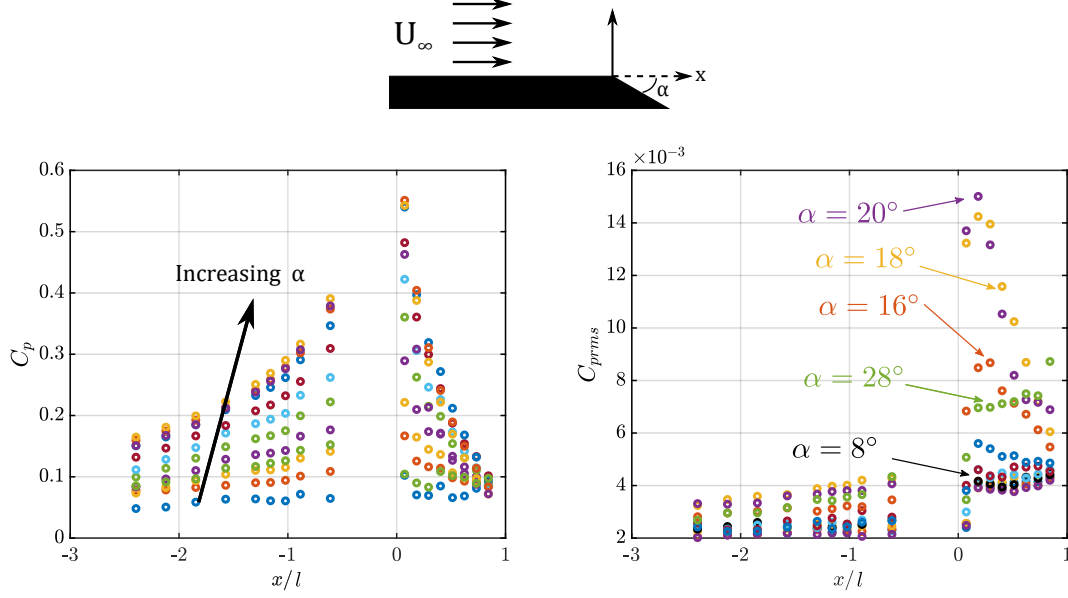 U∞
x
α
0.6
0.5
0.4
0.3
0.2
0.1
0
Cp
Increasing α
-3
-2
-1
0
1
x/l
×10⁻³
16
14
12
10
8
6
4
2
Cprms
α = 20°
α = 18°
α = 16°
α = 28°
α = 8°
-3
-2
-1
0
1
x/l